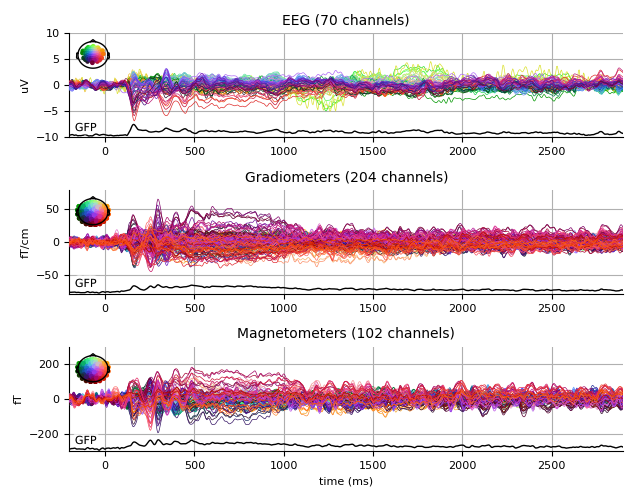 EEG (70 channels)
10
5
0
−5
−10
uV
GFP
0 500 1000 1500 2000 2500
Gradiometers (204 channels)
50
0
−50
fT/cm
GFP
0 500 1000 1500 2000 2500
Magnetometers (102 channels)
200
0
−200
fT
GFP
0 500 1000 1500 2000 2500
time (ms)